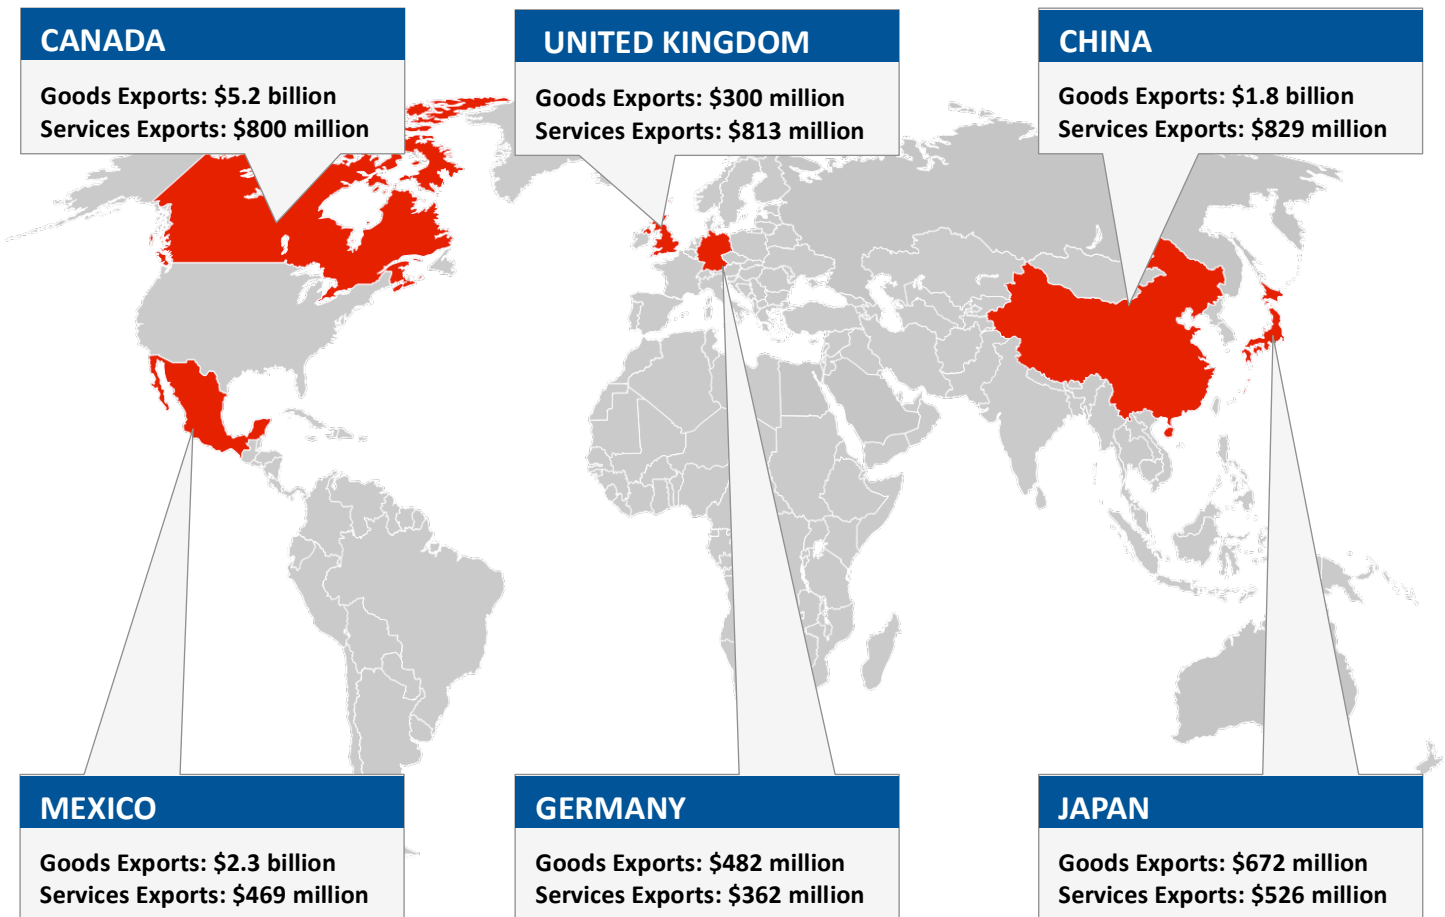 CANADA
Goods Exports: $5.2 billion
Services Exports: $800 million
UNITED KINGDOM
Goods Exports: $300 million
Services Exports: $813 million
CHINA
Goods Exports: $1.8 billion
Services Exports: $829 million
MEXICO
Goods Exports: $2.3 billion
Services Exports: $469 million
GERMANY
Goods Exports: $482 million
Services Exports: $362 million
JAPAN
Goods Exports: $672 million
Services Exports: $526 million